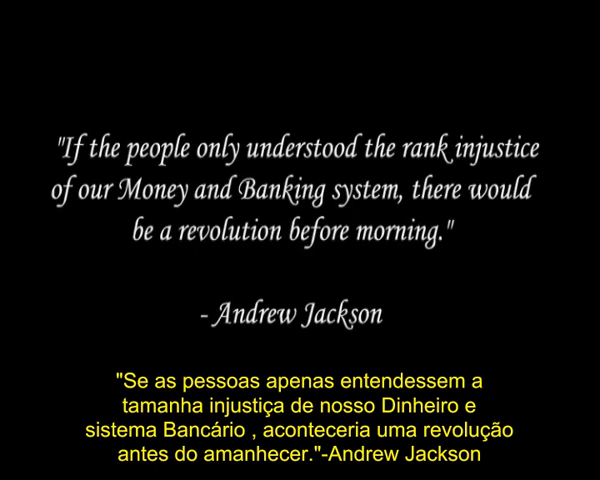 "If the people only understood the rank injustice
of our Money and Banking system, there would
be a revolution before morning."
- Andrew Jackson
"Se as pessoas apenas entendessem a
tamanha injustiça de nosso Dinheiro e
sistema Bancário , aconteceria uma revolução
antes do amanhecer."-Andrew Jackson